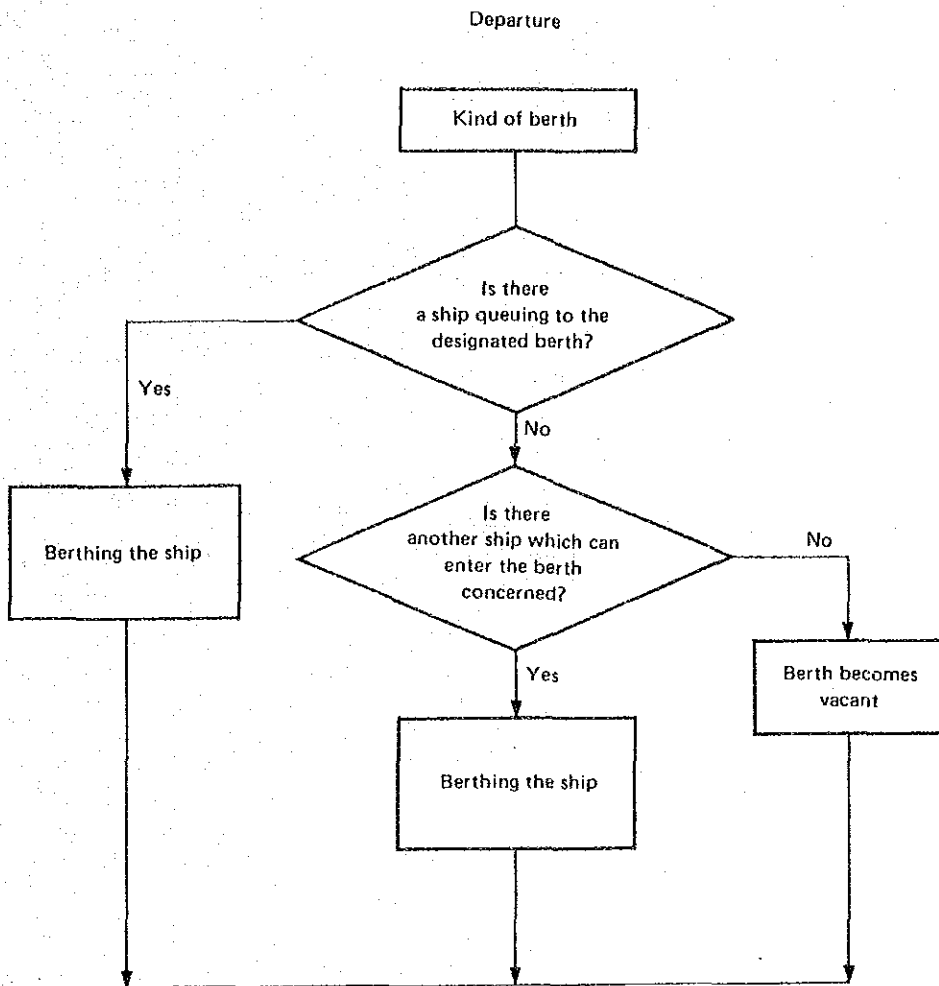 Departure
Kind of berth
Is there
a ship queuing to the
designated berth?
Yes
No
Berthing the ship
Is there
another ship which can
enter the berth
concerned?
No
Yes
Berth becomes
vacant
Berthing the ship